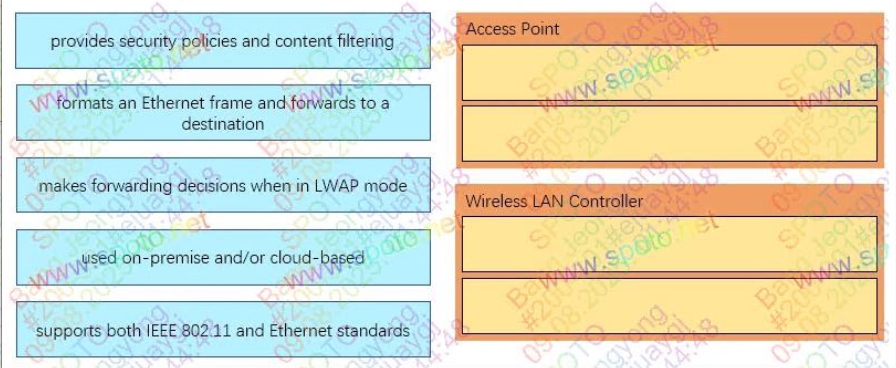 provides security policies and content filtering
formats an Ethernet frame and forwards to a
destination
makes forwarding decisions when in LWAP mode
used on-premise and/or cloud-based
supports both IEEE 802.11 and Ethernet standards
Access Point
Wireless LAN Controller
SPOTO
www.spoto.net